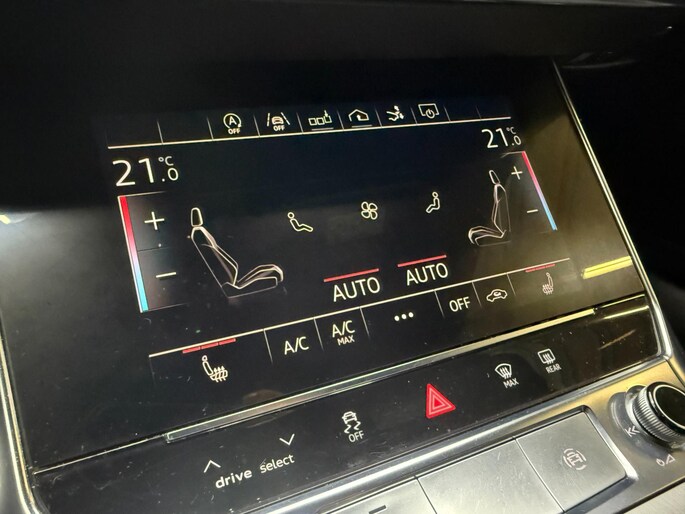 A OFF
OFF
21.0 °C
21.0 °C
+
−
+
−
AUTO
AUTO
A/C
A/C MAX
...
OFF
OFF
MAX
REAR
drive select